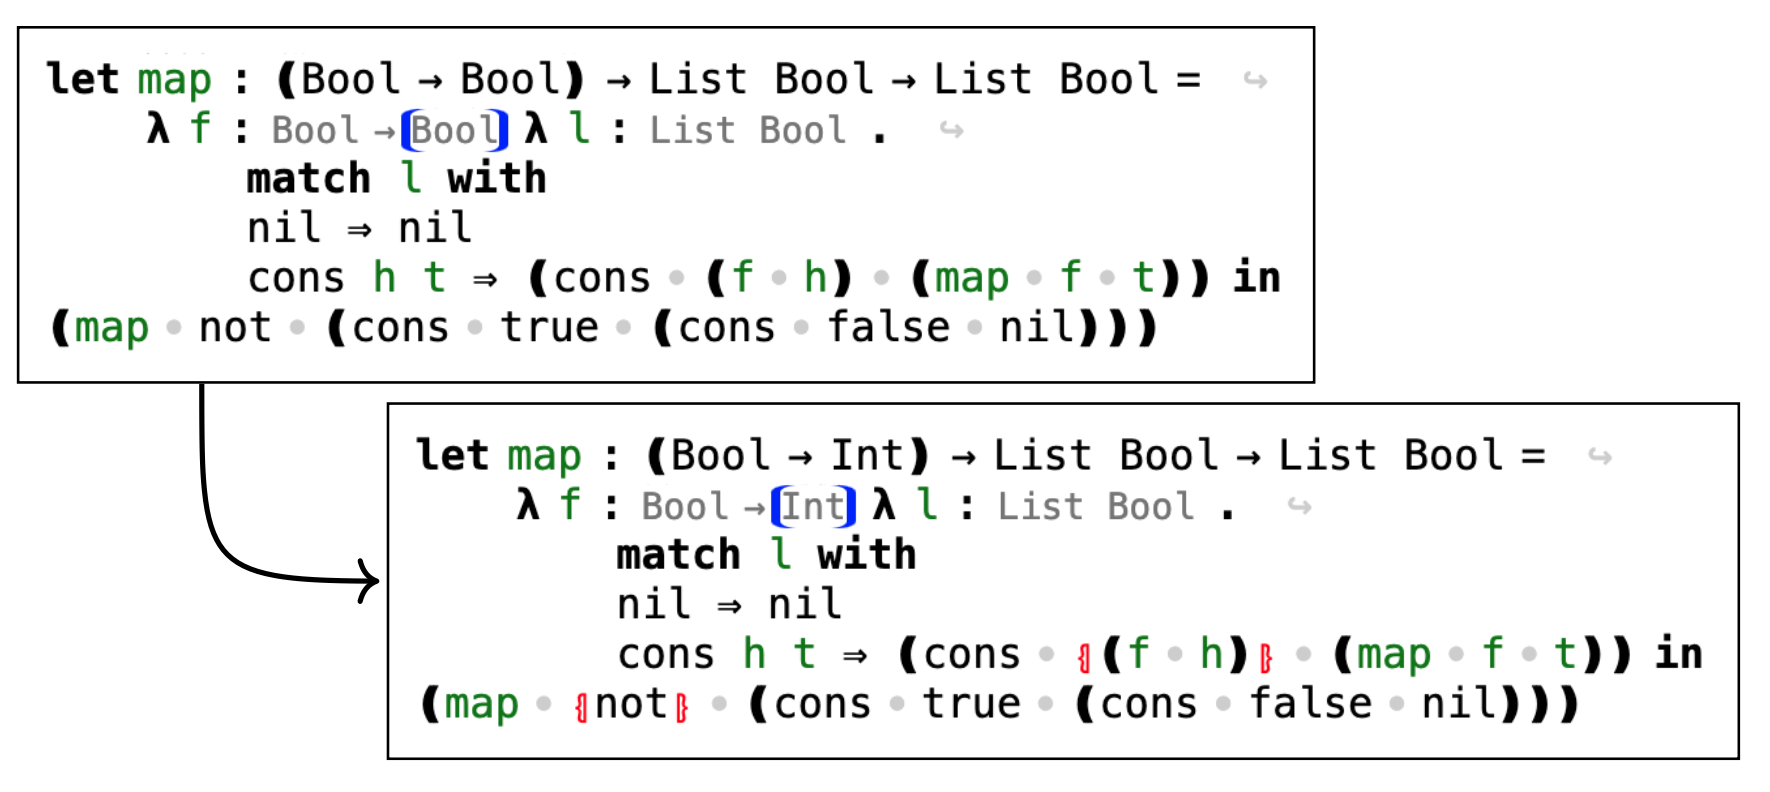 let map : (Bool → Bool) → List Bool → List Bool = ↪
λ f : Bool → [Bool] λ l : List Bool . ↪
match l with
nil ⇒ nil
cons h t ⇒ (cons • (f • h) • (map • f • t)) in
(map • not • (cons • true • (cons • false • nil)))
let map : (Bool → Int) → List Bool → List Bool = ↪
λ f : Bool → [Int] λ l : List Bool . ↪
match l with
nil ⇒ nil
cons h t ⇒ (cons • ⦃(f • h)⦄ • (map • f • t)) in
(map • ⦃not⦄ • (cons • true • (cons • false • nil)))